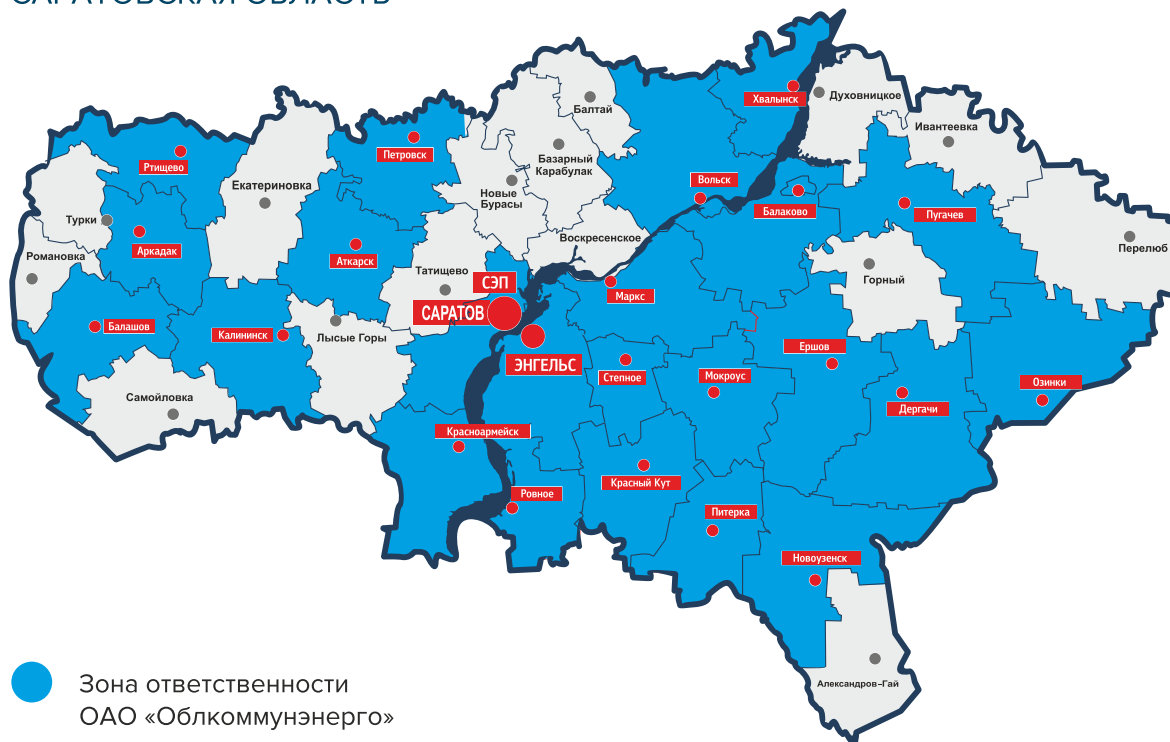 САРАТОВСКАЯ ОБЛАСТЬ
Хвалынск
Духовницкое
Балтай
Ивантеевка
Ртищево
Петровск
Базарный
Карабулак
Екатериновка
Новые
Бурасы
Вольск
Балаково
Пугачев
Турки
Аркадак
Романовка
Аткарск
Воскресенское
Перелюб
Татищево
СЭП
Горный
Маркс
САРАТОВ
Балашов
Калининск
Лысые Горы
ЭНГЕЛЬС
Степное
Мокроус
Ершов
Озинки
Самойловка
Дергачи
Красноармейск
Красный Кут
Ровное
Питерка
Новоузенск
Александров-Гай
Зона ответственности
ОАО «Облкоммунэнерго»